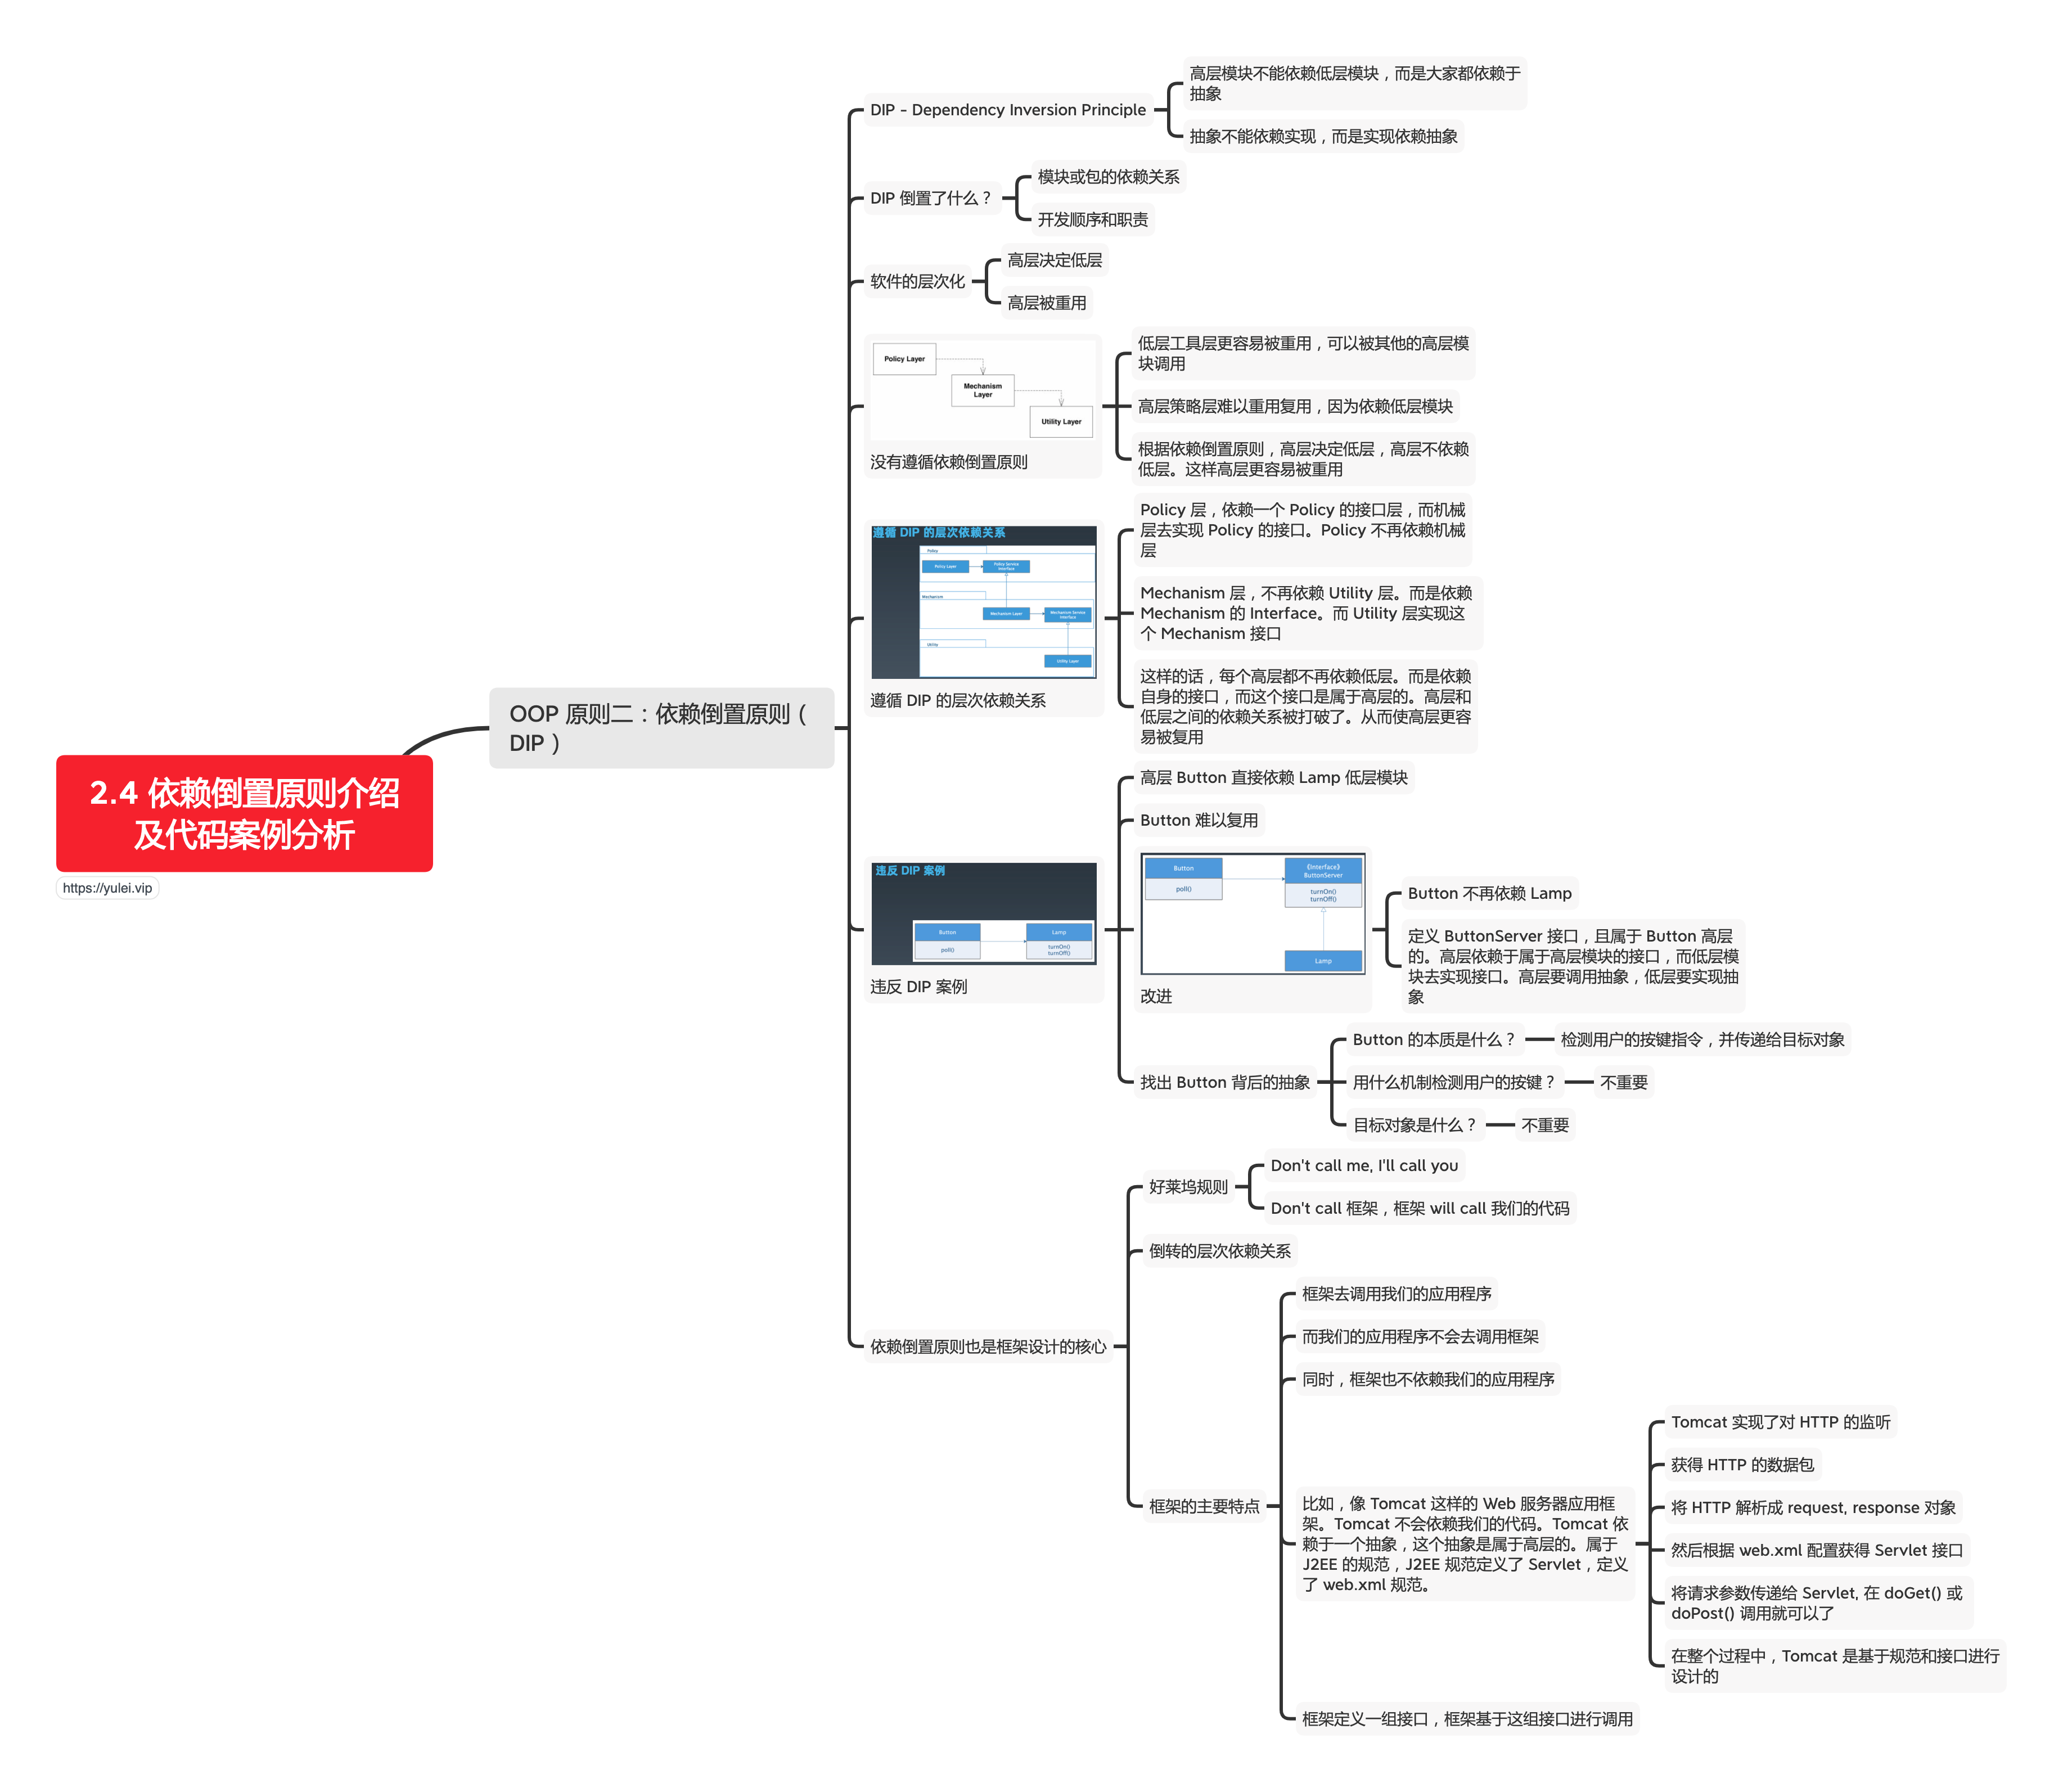 2.4 依赖倒置原则介绍
及代码案例分析
https://yulei.vip
OOP 原则二：依赖倒置原则（
DIP）
DIP - Dependency Inversion Principle
高层模块不能依赖低层模块，而是大家都依赖于
抽象
抽象不能依赖实现，而是实现依赖抽象
DIP 倒置了什么？
模块或包的依赖关系
开发顺序和职责
软件的层次化
高层决定低层
高层被重用
Policy Layer
Mechanism
Layer
Utility Layer
没有遵循依赖倒置原则
低层工具层更容易被重用，可以被其他的高层模
块调用
高层策略层难以重用复用，因为依赖低层模块
根据依赖倒置原则，高层决定低层，高层不依赖
低层。这样高层更容易被重用
遵循 DIP 的层次依赖关系
Policy
Policy Layer
Policy Service
Interface
Mechanism
Mechanism Layer
Mechanism Service
Interface
Utility
Utility Layer
遵循 DIP 的层次依赖关系
Policy 层，依赖一个 Policy 的接口层，而机械
层去实现 Policy 的接口。Policy 不再依赖机械
层
Mechanism 层，不再依赖 Utility 层。而是依赖
Mechanism 的 Interface。而 Utility 层实现这
个 Mechanism 接口
这样的话，每个高层都不再依赖低层。而是依赖
自身的接口，而这个接口是属于高层的。高层和
低层之间的依赖关系被打破了。从而使高层更容
易被复用
违反 DIP 案例
Button
poll()
Lamp
turnOn()
turnOff()
违反 DIP 案例
高层 Button 直接依赖 Lamp 低层模块
Button 难以复用
Button
poll()
《Interface》
ButtonServer
turnOn()
turnOff()
Lamp
改进
Button 不再依赖 Lamp
定义 ButtonServer 接口，且属于 Button 高层
的。高层依赖于属于高层模块的接口，而低层模
块去实现接口。高层要调用抽象，低层要实现抽
象
找出 Button 背后的抽象
Button 的本质是什么？
检测用户的按键指令，并传递给目标对象
用什么机制检测用户的按键？
不重要
目标对象是什么？
不重要
依赖倒置原则也是框架设计的核心
好莱坞规则
Don't call me, I'll call you
Don't call 框架，框架 will call 我们的代码
倒转的层次依赖关系
框架的主要特点
框架去调用我们的应用程序
而我们的应用程序不会去调用框架
同时，框架也不依赖我们的应用程序
比如，像 Tomcat 这样的 Web 服务器应用框
架。Tomcat 不会依赖我们的代码。Tomcat 依
赖于一个抽象，这个抽象是属于高层的。属于
J2EE 的规范，J2EE 规范定义了 Servlet，定义
了 web.xml 规范。
Tomcat 实现了对 HTTP 的监听
获得 HTTP 的数据包
将 HTTP 解析成 request, response 对象
然后根据 web.xml 配置获得 Servlet 接口
将请求参数传递给 Servlet, 在 doGet() 或
doPost() 调用就可以了
在整个过程中，Tomcat 是基于规范和接口进行
设计的
框架定义一组接口，框架基于这组接口进行调用